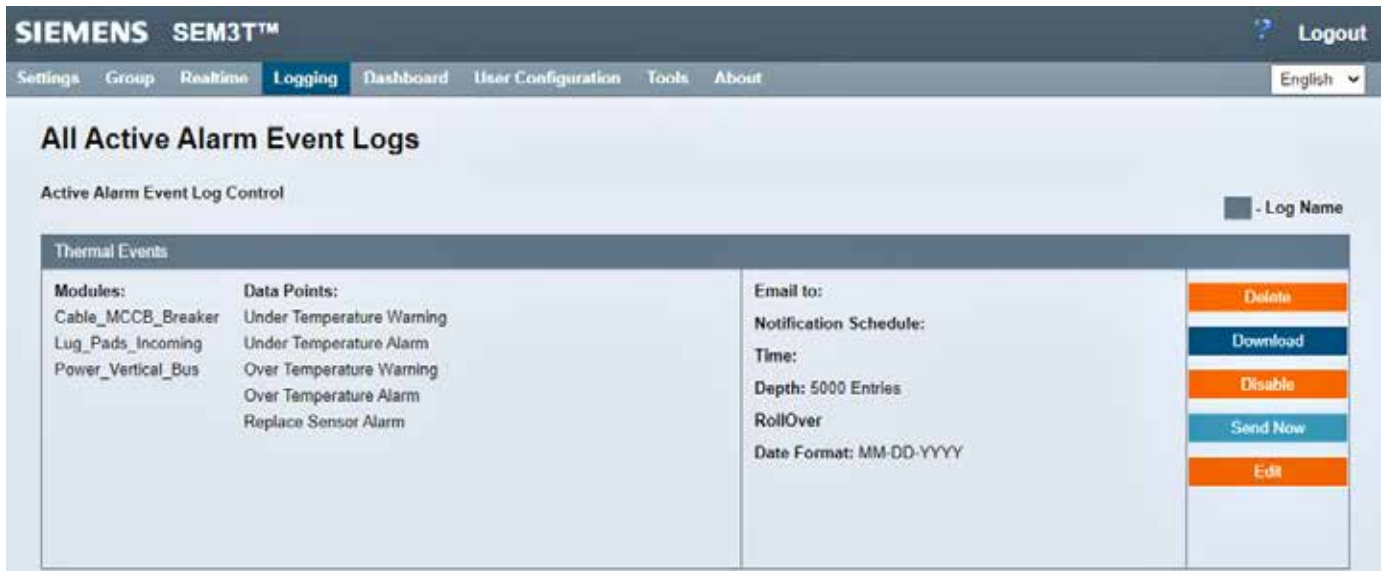 SIEMENS SEM3T™
? Logout
Settings Group Realtime Logging Dashboard User Configuration Tools About
English
All Active Alarm Event Logs
Active Alarm Event Log Control
- Log Name
Thermal Events
Modules:
Cable_MCCB_Breaker
Lug_Pads_Incoming
Power_Vertical_Bus
Data Points:
Under Temperature Warning
Under Temperature Alarm
Over Temperature Warning
Over Temperature Alarm
Replace Sensor Alarm
Email to:
Notification Schedule:
Time:
Depth: 5000 Entries
RollOver
Date Format: MM-DD-YYYY
Delete
Download
Disable
Send Now
Edit